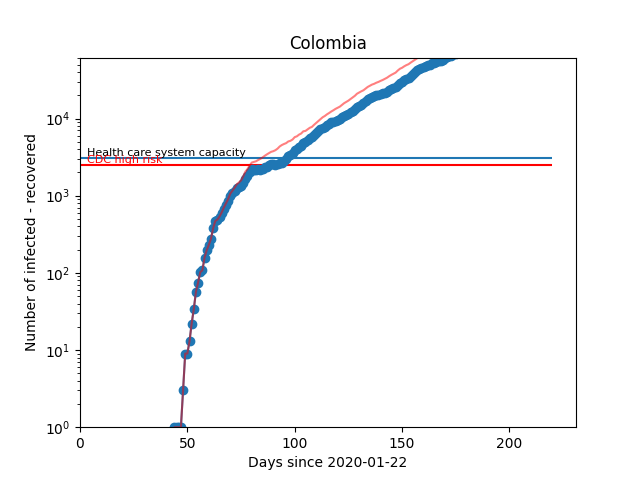 Colombia
Number of infected - recovered
10^4
Health care system capacity
CDC high risk
10^3
10^2
10^1
10^0
0 50 100 150 200
Days since 2020-01-22